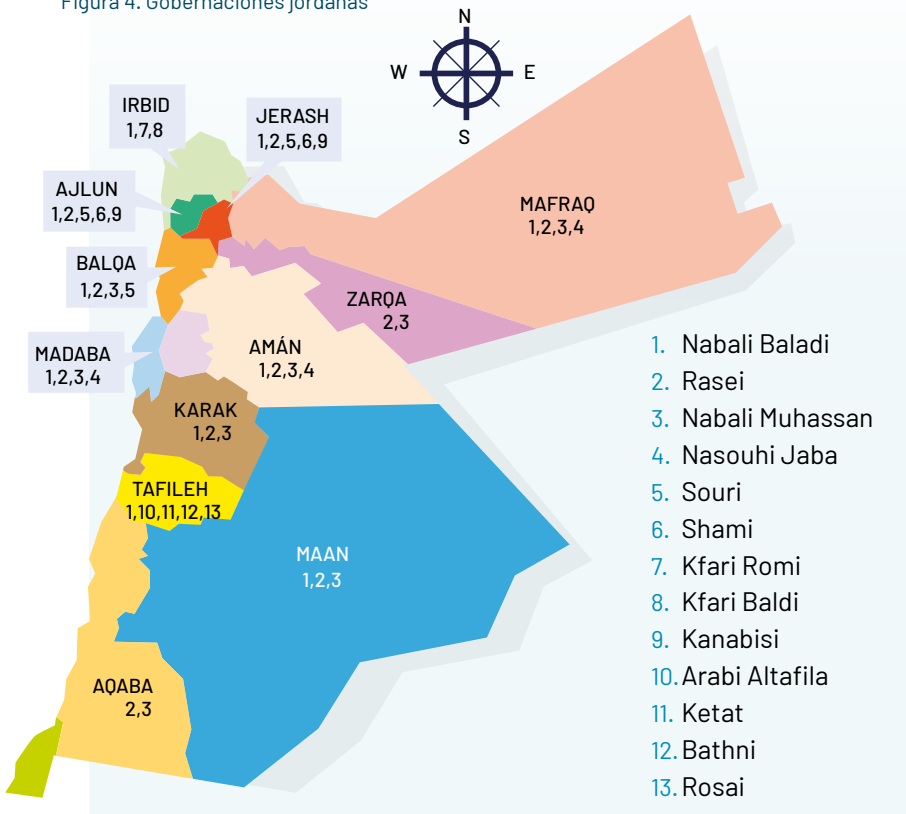 Figura 4. Gobernaciones jordanas
N
W
E
S
IRBID
1,7,8
JERASH
1,2,5,6,9
AJLUN
1,2,5,6,9
MAFRAQ
1,2,3,4
BALQA
1,2,3,5
ZARQA
2,3
MADABA
1,2,3,4
AMÁN
1,2,3,4
KARAK
1,2,3
TAFILEH
1,10,11,12,13
MAAN
1,2,3
AQABA
2,3
1. Nabali Baladi
2. Rasei
3. Nabali Muhassan
4. Nasouhi Jaba
5. Souri
6. Shami
7. Kfari Romi
8. Kfari Baldi
9. Kanabisi
10. Arabi Altafila
11. Ketat
12. Bathni
13. Rosai